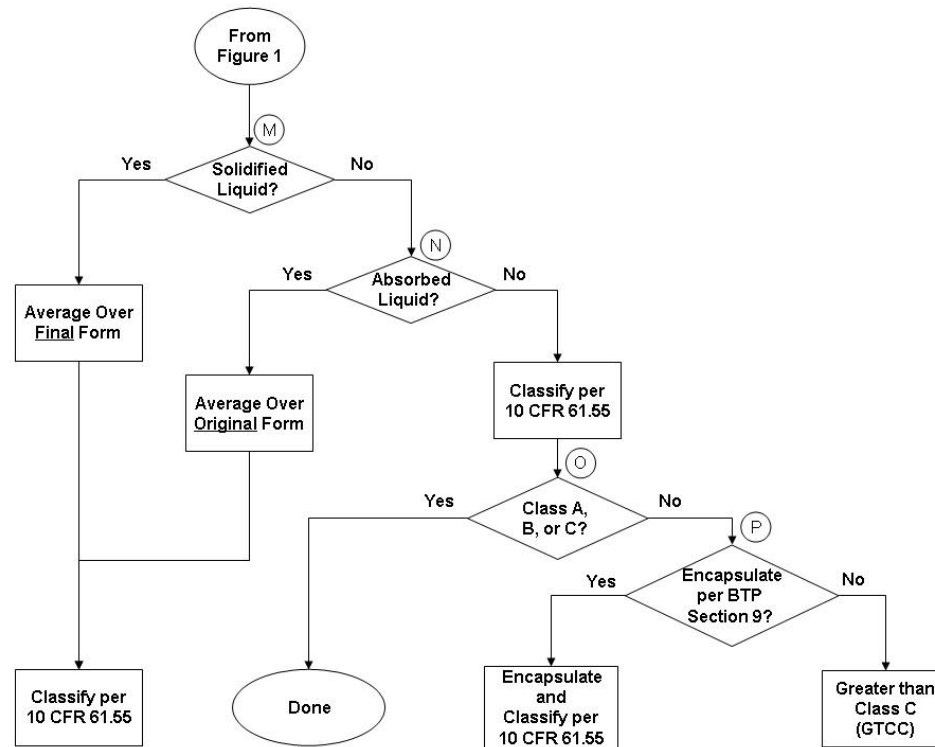 From
Figure 1
M
Yes
Solidified
Liquid?
No
N
Yes
Absorbed
Liquid?
No
Average Over
Final Form
Average Over
Original Form
Classify per
10 CFR 61.55
O
Yes
Class A,
B, or C?
No
P
Yes
Encapsulate
per BTP
Section 9?
No
Classify per
10 CFR 61.55
Done
Encapsulate
and
Classify per
10 CFR 61.55
Greater than
Class C
(GTCC)